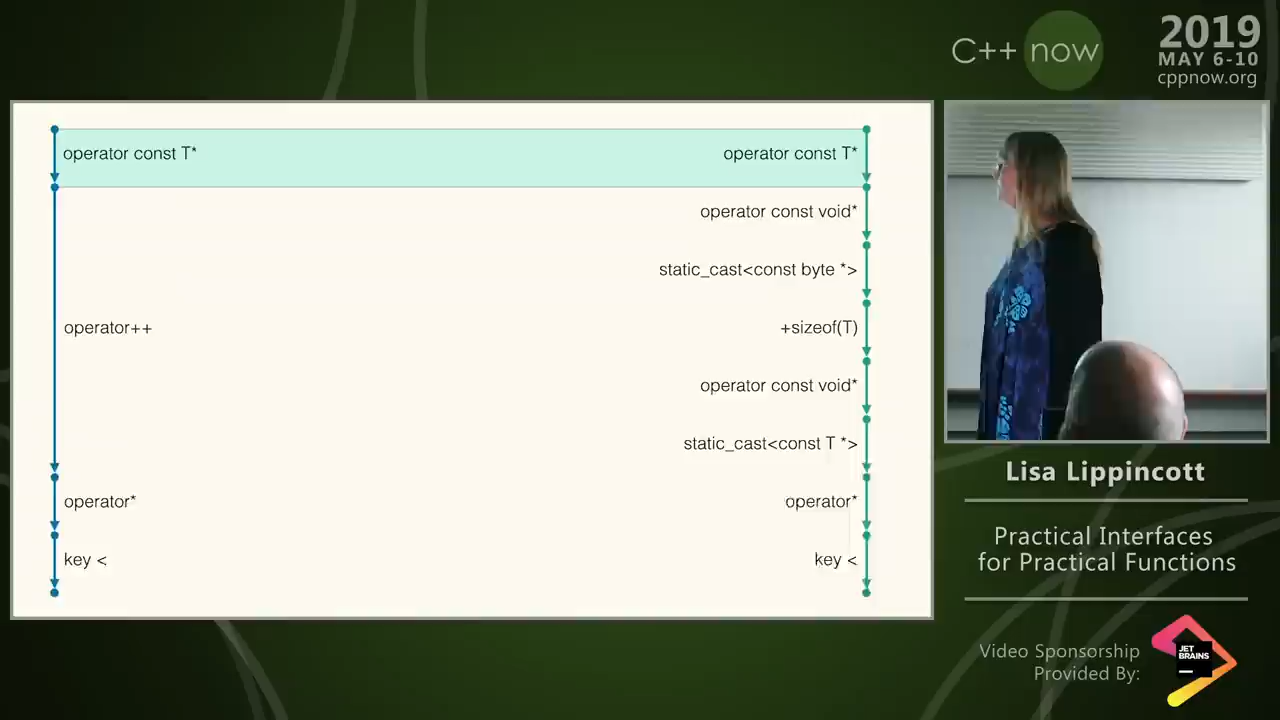 C++ now
2019
MAY 6-10
cppnow.org
operator const T* operator const T*
operator const void*
static_cast<const byte *>
operator++ +sizeof(T)
operator const void*
static_cast<const T *>
operator* operator*
key < key <
Lisa Lippincott
Practical Interfaces
for Practical Functions
Video Sponsorship
Provided By:
JET
BRAINS